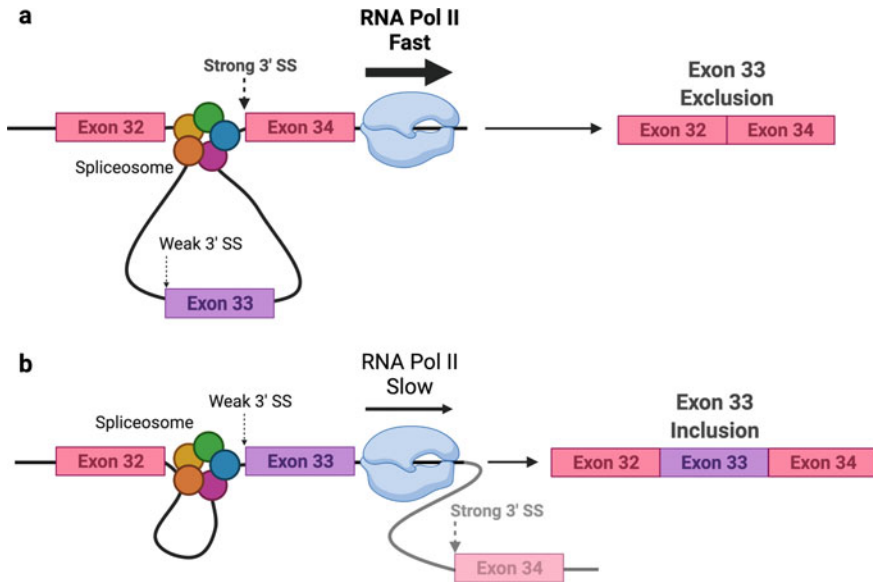 a
RNA Pol II
Fast
Strong 3' SS
Exon 32
Exon 34
Spliceosome
Weak 3' SS
Exon 33
Exon 33
Exclusion
Exon 32
Exon 34
b
RNA Pol II
Slow
Weak 3' SS
Spliceosome
Exon 32
Exon 33
Strong 3' SS
Exon 34
Exon 33
Inclusion
Exon 32
Exon 33
Exon 34